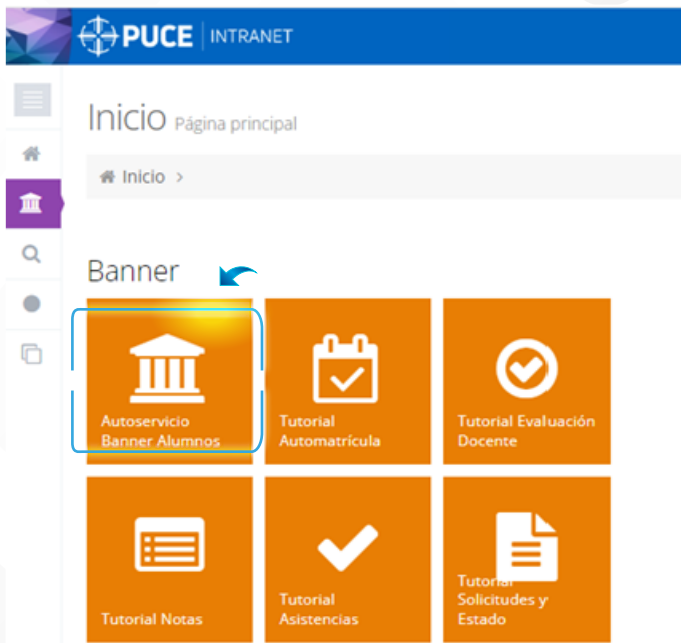 PUCE INTRANET
Inicio Página principal
Inicio >
Banner
Autoservicio
Banner Alumnos
Tutorial
Automatrícula
Tutorial Evaluación
Docente
Tutorial Notas
Tutorial
Asistencias
Tutorial
Solicitudes y
Estado